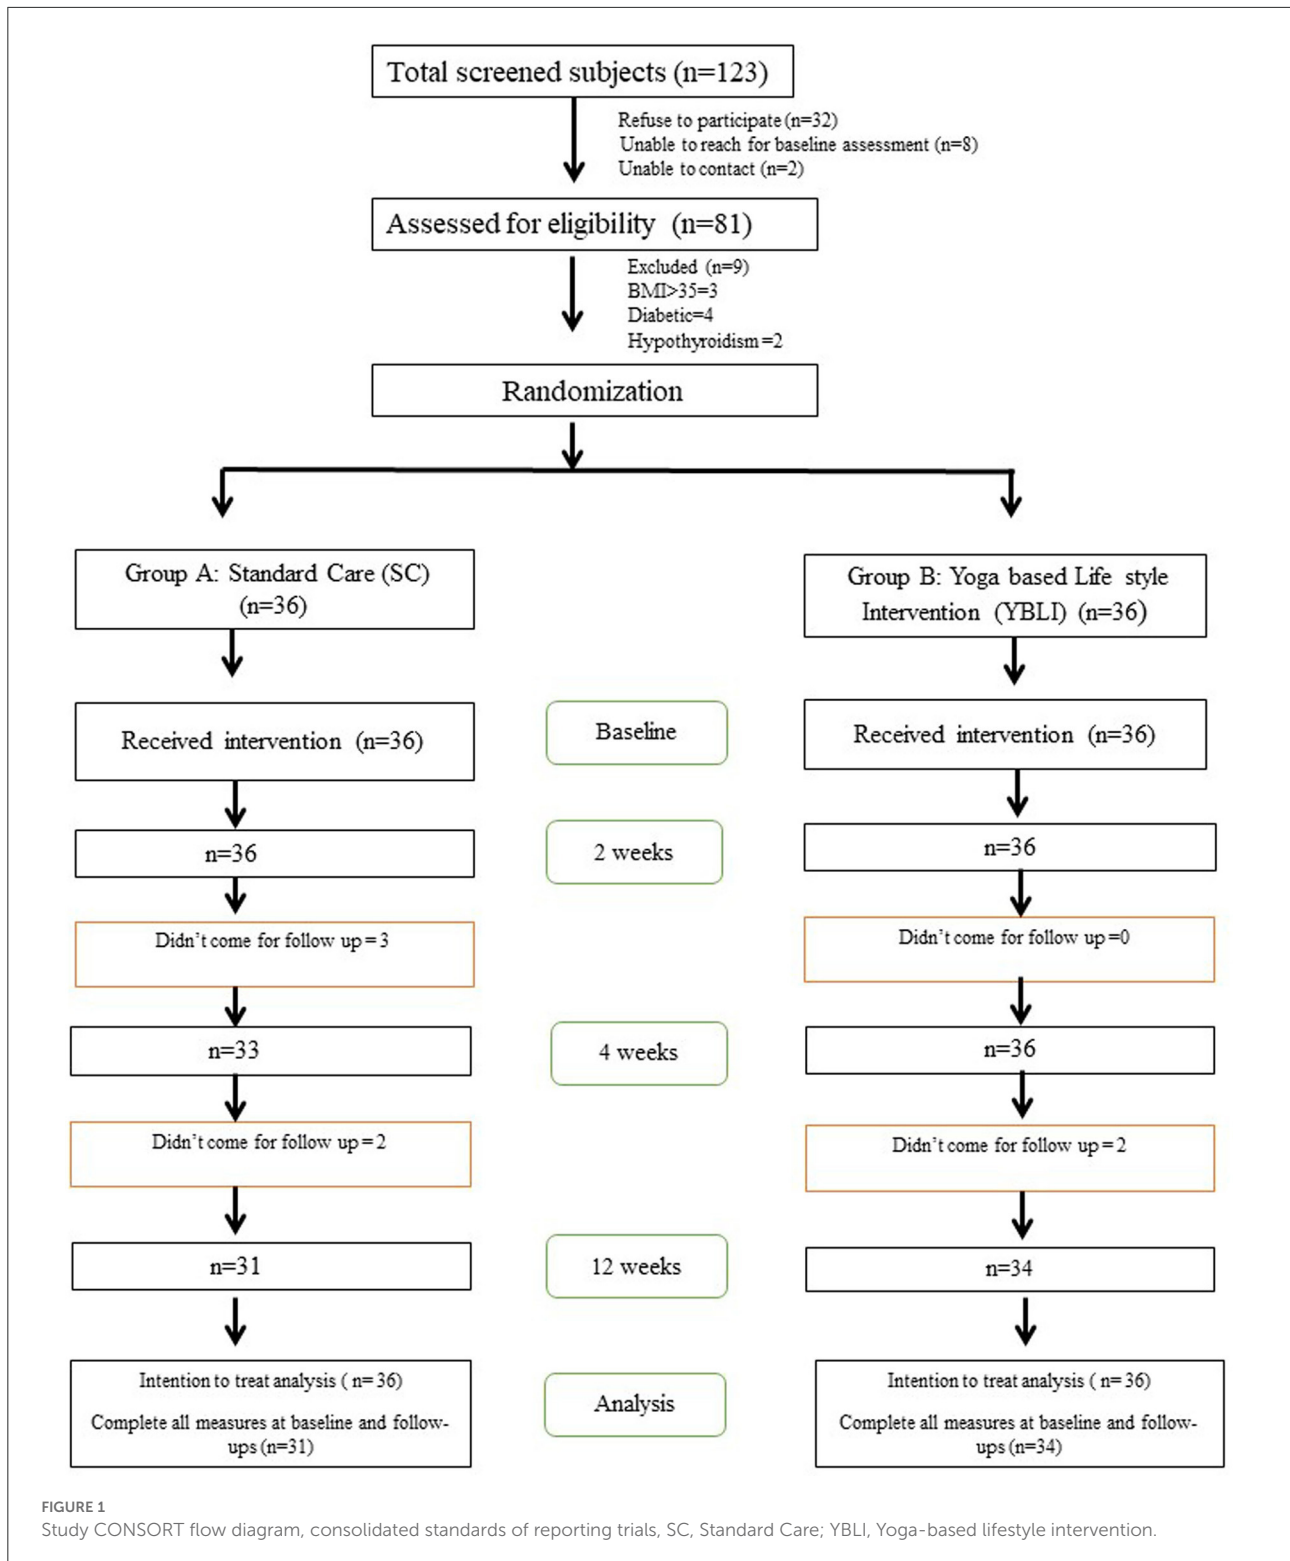 Total screened subjects (n=123)
Refuse to participate (n=32)
Unable to reach for baseline assessment (n=8)
Unable to contact (n=2)
Assessed for eligibility (n=81)
Excluded (n=9)
BMI>35=3
Diabetic=4
Hypothyroidism=2
Randomization
Group A: Standard Care (SC)
(n=36)
Group B: Yoga based Life style
Intervention (YBLI) (n=36)
Received intervention (n=36)
Baseline
Received intervention (n=36)
n=36
2 weeks
n=36
Didn't come for follow up=3
Didn't come for follow up=0
n=33
4 weeks
n=36
Didn't come for follow up=2
Didn't come for follow up=2
n=31
12 weeks
n=34
Intention to treat analysis ( n=36)
Complete all measures at baseline and follow-
ups (n=31)
Analysis
Intention to treat analysis ( n=36)
Complete all measures at baseline and follow-
ups (n=34)
FIGURE 1
Study CONSORT flow diagram, consolidated standards of reporting trials, SC, Standard Care; YBLI, Yoga-based lifestyle intervention.